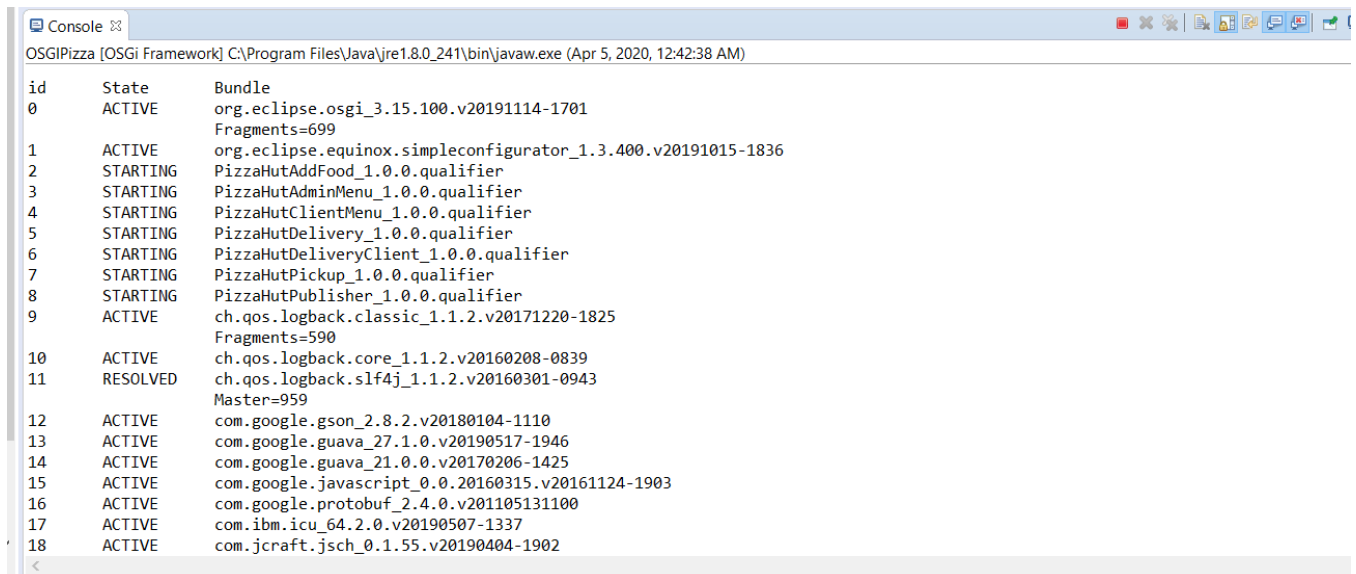 Console
OSGIPizza [OSGi Framework] C:\Program Files\Java\jre1.8.0_241\bin\javaw.exe (Apr 5, 2020, 12:42:38 AM)
id State Bundle
0 ACTIVE org.eclipse.osgi_3.15.100.v20191114-1701
Fragments=699
1 ACTIVE org.eclipse.equinox.simpleconfigurator_1.3.400.v20191015-1836
2 STARTING PizzaHutAddFood_1.0.0.qualifier
3 STARTING PizzaHutAdminMenu_1.0.0.qualifier
4 STARTING PizzaHutClientMenu_1.0.0.qualifier
5 STARTING PizzaHutDelivery_1.0.0.qualifier
6 STARTING PizzaHutDeliveryClient_1.0.0.qualifier
7 STARTING PizzaHutPickup_1.0.0.qualifier
8 STARTING PizzaHutPublisher_1.0.0.qualifier
9 ACTIVE ch.qos.logback.classic_1.1.2.v20171220-1825
Fragments=590
10 ACTIVE ch.qos.logback.core_1.1.2.v20160208-0839
11 RESOLVED ch.qos.logback.slf4j_1.1.2.v20160301-0943
Master=959
12 ACTIVE com.google.gson_2.8.2.v20180104-1110
13 ACTIVE com.google.guava_27.1.0.v20190517-1946
14 ACTIVE com.google.guava_21.0.0.v20170206-1425
15 ACTIVE com.google.javascript_0.0.20160315.v20161124-1903
16 ACTIVE com.google.protobuf_2.4.0.v201105131100
17 ACTIVE com.ibm.icu_64.2.0.v20190507-1337
18 ACTIVE com.jcraft.jsch_0.1.55.v20190404-1902